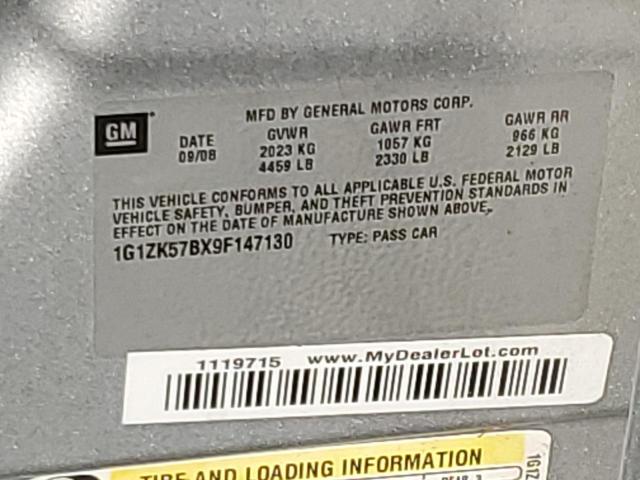 GM
MFD BY GENERAL MOTORS CORP.
DATE GVWR GAWR FRT GAWR RR
09/08 2023 KG 1057 KG 966 KG
4459 LB 2330 LB 2129 LB
THIS VEHICLE CONFORMS TO ALL APPLICABLE U.S. FEDERAL MOTOR
VEHICLE SAFETY, BUMPER, AND THEFT PREVENTION STANDARDS IN
EFFECT ON THE DATE OF MANUFACTURE SHOWN ABOVE.
1G1ZK57BX9F147130 TYPE: PASS CAR
1119715 www.MyDealerLot.com
TIRE AND LOADING INFORMATION
1G1Z
REAR 3